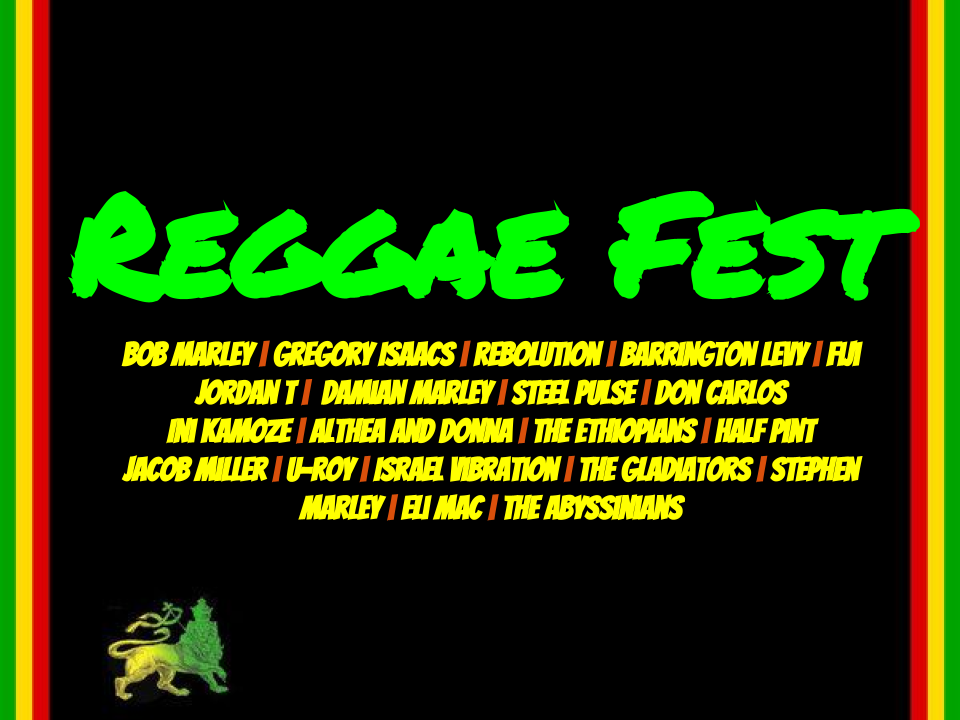 Reggae Fest
BOB MARLEY | GREGORY ISAACS | REBOLUTION | BARRINGTON LEVY | FIJI
JORDAN T | DAMIAN MARLEY | STEEL PULSE | DON CARLOS
INI KAMOZE | ALTHEA AND DONNA | THE ETHIOPIANS | HALF PINT
JACOB MILLER | U-ROY | ISRAEL VIBRATION | THE GLADIATORS | STEPHEN
MARLEY | ELI MAC | THE ABYSSINIANS